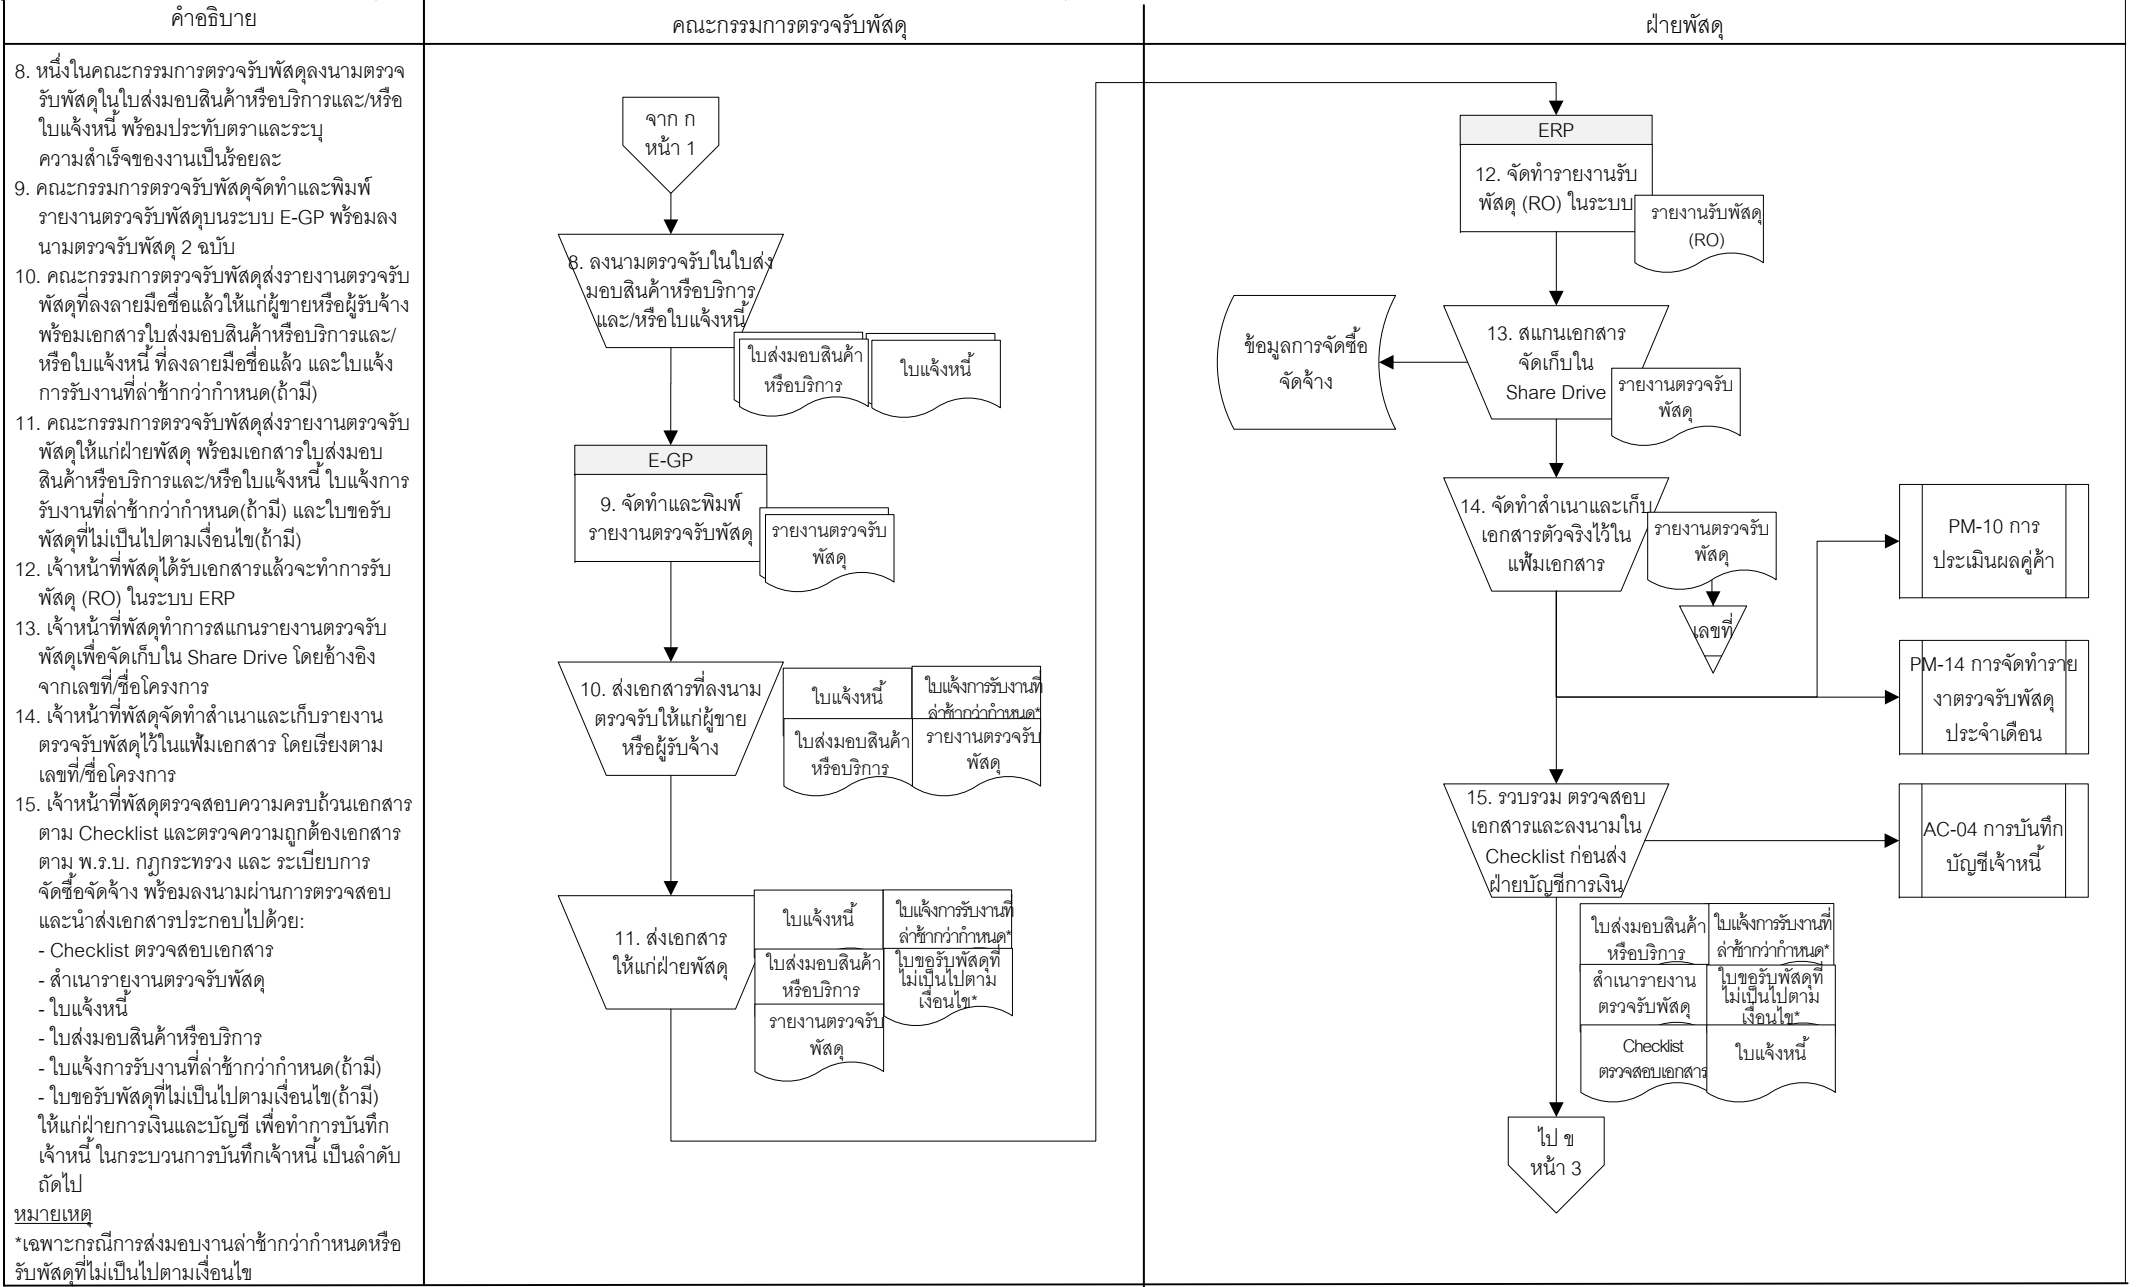 คำอธิบาย
คณะกรรมการตรวจรับพัสดุ
ฝ่ายพัสดุ
8. หนึ่งในคณะกรรมการตรวจรับพัสดุลงนามตรวจ
รับพัสดุในใบส่งมอบสินค้าหรือบริการและ/หรือ
ใบแจ้งหนี้ พร้อมประทับตราและระบุ
ความสำเร็จของงานเป็นร้อยละ
9. คณะกรรมการตรวจรับพัสดุจัดทำและพิมพ์
รายงานตรวจรับพัสดุบนระบบ E-GP พร้อมลง
นามตรวจรับพัสดุ 2 ฉบับ
10. คณะกรรมการตรวจรับพัสดุส่งรายงานตรวจรับ
พัสดุที่ลงลายมือชื่อแล้วให้แก่ผู้ขายหรือผู้รับจ้าง
พร้อมเอกสารใบส่งมอบสินค้าหรือบริการและ/
หรือใบแจ้งหนี้ ที่ลงลายมือชื่อแล้ว และใบแจ้ง
การรับงานที่ล่าช้ากว่ากำหนด(ถ้ามี)
11. คณะกรรมการตรวจรับพัสดุส่งรายงานตรวจรับ
พัสดุให้แก่ฝ่ายพัสดุ พร้อมเอกสารใบส่งมอบ
สินค้าหรือบริการและ/หรือใบแจ้งหนี้ ใบแจ้งการ
รับงานที่ล่าช้ากว่ากำหนด(ถ้ามี) และใบขอรับ
พัสดุที่ไม่เป็นไปตามเงื่อนไข(ถ้ามี)
12. เจ้าหน้าที่พัสดุได้รับเอกสารแล้วจะทำการรับ
พัสดุ (RO) ในระบบ ERP
13. เจ้าหน้าที่พัสดุทำการสแกนรายงานตรวจรับ
พัสดุเพื่อจัดเก็บใน Share Drive โดยอ้างอิง
จากเลขที่/ชื่อโครงการ
14. เจ้าหน้าที่พัสดุจัดทำสำเนาและเก็บรายงาน
ตรวจรับพัสดุไว้ในแฟ้มเอกสาร โดยเรียงตาม
เลขที่/ชื่อโครงการ
15. เจ้าหน้าที่พัสดุตรวจสอบความครบถ้วนเอกสาร
ตาม Checklist และตรวจความถูกต้องเอกสาร
ตาม พ.ร.บ. กฎกระทรวง และ ระเบียบการ
จัดซื้อจัดจ้าง พร้อมลงนามผ่านการตรวจสอบ
และนำส่งเอกสารประกอบไปด้วย:
- Checklist ตรวจสอบเอกสาร
- สำเนารายงานตรวจรับพัสดุ
- ใบแจ้งหนี้
- ใบส่งมอบสินค้าหรือบริการ
- ใบแจ้งการรับงานที่ล่าช้ากว่ากำหนด(ถ้ามี)
- ใบขอรับพัสดุที่ไม่เป็นไปตามเงื่อนไข(ถ้ามี)
ให้แก่ฝ่ายการเงินและบัญชี เพื่อทำการบันทึก
เจ้าหนี้ ในกระบวนการบันทึกเจ้าหนี้ เป็นลำดับ
ถัดไป
หมายเหตุ
*เฉพาะกรณีการส่งมอบงานล่าช้ากว่ากำหนดหรือ
รับพัสดุที่ไม่เป็นไปตามเงื่อนไข
จาก ก
หน้า 1
8. ลงนามตรวจรับในใบส่ง
มอบสินค้าหรือบริการ
และ/หรือใบแจ้งหนี้
ใบส่งมอบสินค้า
หรือบริการ
ใบแจ้งหนี้
E-GP
9. จัดทำและพิมพ์
รายงานตรวจรับพัสดุ
รายงานตรวจรับ
พัสดุ
10. ส่งเอกสารที่ลงนาม
ตรวจรับให้แก่ผู้ขาย
หรือผู้รับจ้าง
ใบแจ้งหนี้
ใบแจ้งการรับงานที่
ล่าช้ากว่ากำหนด*
ใบส่งมอบสินค้า
หรือบริการ
รายงานตรวจรับ
พัสดุ
11. ส่งเอกสาร
ให้แก่ฝ่ายพัสดุ
ใบแจ้งหนี้
ใบแจ้งการรับงานที่
ล่าช้ากว่ากำหนด*
ใบส่งมอบสินค้า
หรือบริการ
ใบขอรับพัสดุที่
ไม่เป็นไปตาม
เงื่อนไข*
รายงานตรวจรับ
พัสดุ
ERP
12. จัดทำรายงานรับ
พัสดุ (RO) ในระบบ
รายงานรับพัสดุ
(RO)
13. สแกนเอกสาร
จัดเก็บใน
Share Drive
ข้อมูลการจัดซื้อ
จัดจ้าง
รายงานตรวจรับ
พัสดุ
14. จัดทำสำเนาและเก็บ
เอกสารตัวจริงไว้ใน
แฟ้มเอกสาร
รายงานตรวจรับ
พัสดุ
เลขที่
PM-10 การ
ประเมินผลคู่ค้า
PM-14 การจัดทำราย
งาตรวจรับพัสดุ
ประจำเดือน
15. รวบรวม ตรวจสอบ
เอกสารและลงนามใน
Checklist ก่อนส่ง
ฝ่ายบัญชีการเงิน
AC-04 การบันทึก
บัญชีเจ้าหนี้
ใบส่งมอบสินค้า
หรือบริการ
ใบแจ้งการรับงานที่
ล่าช้ากว่ากำหนด*
สำเนารายงาน
ตรวจรับพัสดุ
ใบขอรับพัสดุที่
ไม่เป็นไปตาม
เงื่อนไข*
Checklist
ตรวจสอบเอกสาร
ใบแจ้งหนี้
ไป ข
หน้า 3